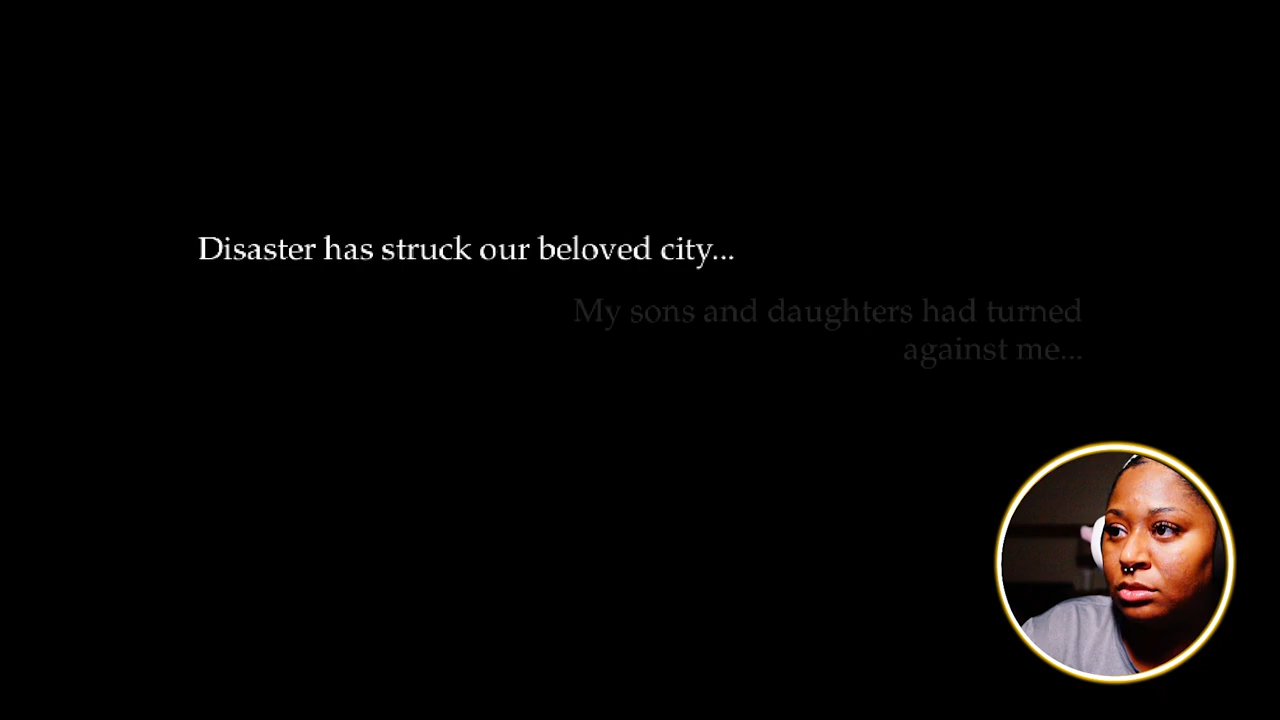 Disaster has struck our beloved city...
My sons and daughters had turned
against me...